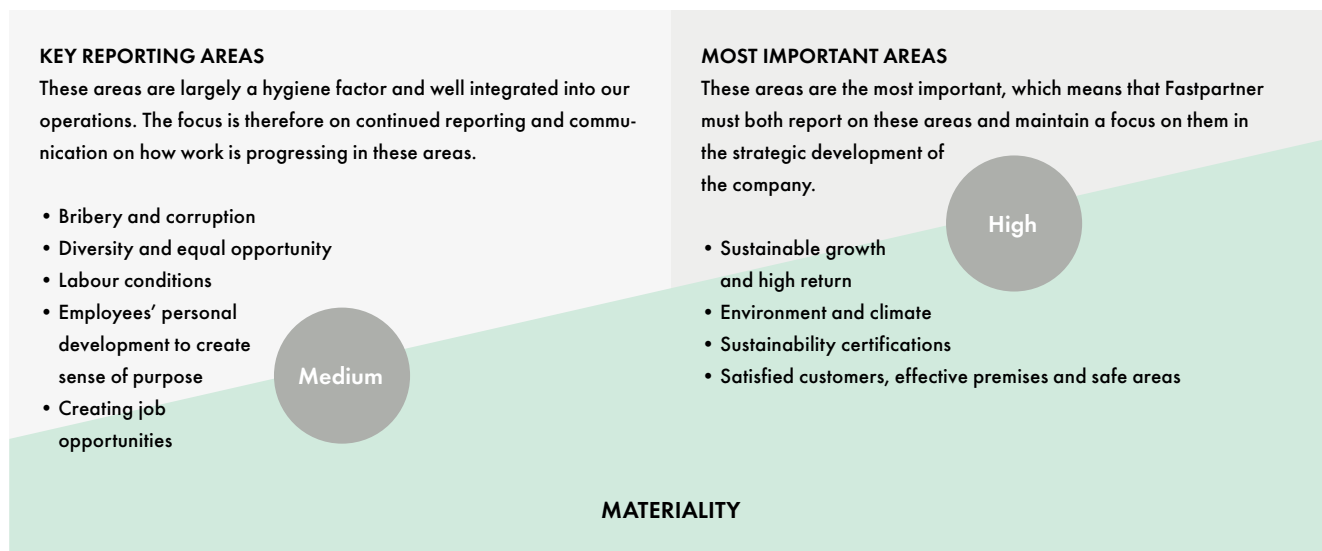 KEY REPORTING AREAS
These areas are largely a hygiene factor and well integrated into our
operations. The focus is therefore on continued reporting and commu-
nication on how work is progressing in these areas.
• Bribery and corruption
• Diversity and equal opportunity
• Labour conditions
• Employees’ personal
development to create
sense of purpose
• Creating job
opportunities
Medium
MOST IMPORTANT AREAS
These areas are the most important, which means that Fastpartner
must both report on these areas and maintain a focus on them in
the strategic development of
the company.
• Sustainable growth
and high return
• Environment and climate
• Sustainability certifications
• Satisfied customers, effective premises and safe areas
High
MATERIALITY